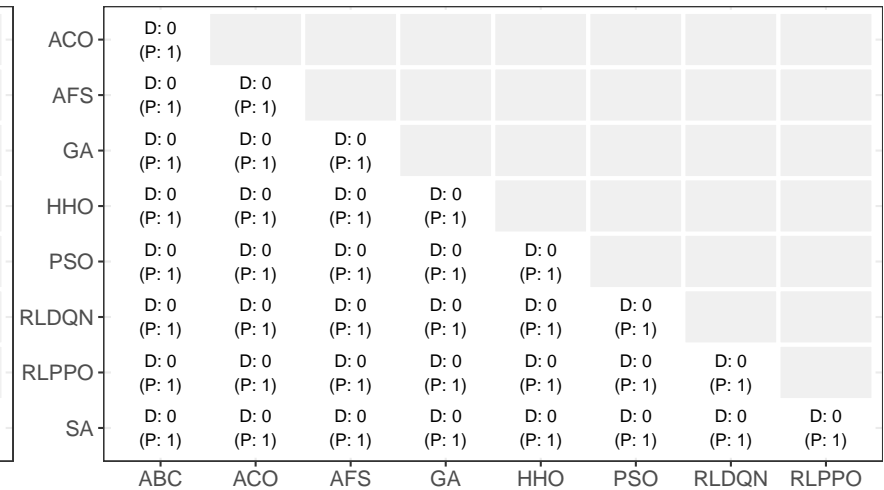 ACO D: 0
(P: 1)
AFS D: 0 D: 0
(P: 1) (P: 1)
GA D: 0 D: 0 D: 0
(P: 1) (P: 1) (P: 1)
HHO D: 0 D: 0 D: 0 D: 0
(P: 1) (P: 1) (P: 1) (P: 1)
PSO D: 0 D: 0 D: 0 D: 0 D: 0
(P: 1) (P: 1) (P: 1) (P: 1) (P: 1)
RLDQN D: 0 D: 0 D: 0 D: 0 D: 0 D: 0
(P: 1) (P: 1) (P: 1) (P: 1) (P: 1) (P: 1)
RLPPO D: 0 D: 0 D: 0 D: 0 D: 0 D: 0 D: 0
(P: 1) (P: 1) (P: 1) (P: 1) (P: 1) (P: 1) (P: 1)
SA D: 0 D: 0 D: 0 D: 0 D: 0 D: 0 D: 0 D: 0
(P: 1) (P: 1) (P: 1) (P: 1) (P: 1) (P: 1) (P: 1) (P: 1)
ABC ACO AFS GA HHO PSO RLDQN RLPPO